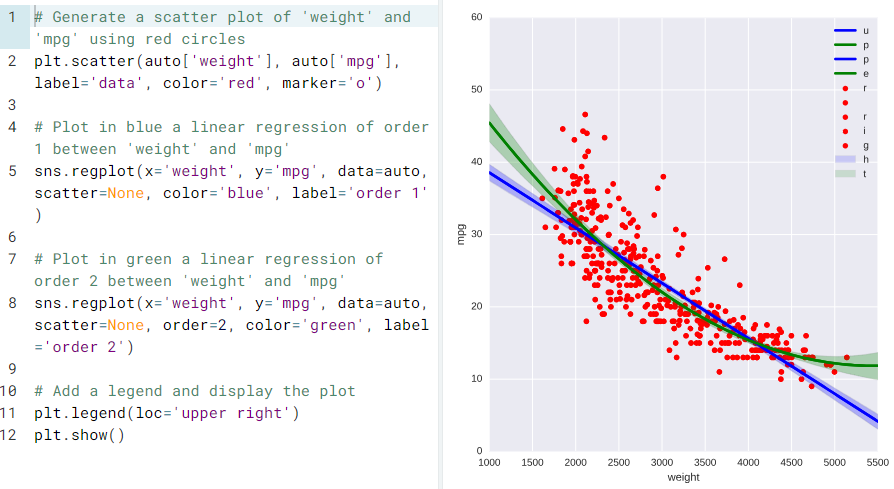 1 # Generate a scatter plot of 'weight' and
'mpg' using red circles
2 plt.scatter(auto['weight'], auto['mpg'],
label='data', color='red', marker='o')
3
4 # Plot in blue a linear regression of order
1 between 'weight' and 'mpg'
5 sns.regplot(x='weight', y='mpg', data=auto,
scatter=None, color='blue', label='order 1'
)
6
7 # Plot in green a linear regression of
order 2 between 'weight' and 'mpg'
8 sns.regplot(x='weight', y='mpg', data=auto,
scatter=None, order=2, color='green', label
='order 2')
9
10 # Add a legend and display the plot
11 plt.legend(loc='upper right')
12 plt.show()
60
50
40
30
20
10
0
mpg
u
p
p
e
r
r
i
g
h
t
1000 1500 2000 2500 3000 3500 4000 4500 5000 5500
weight